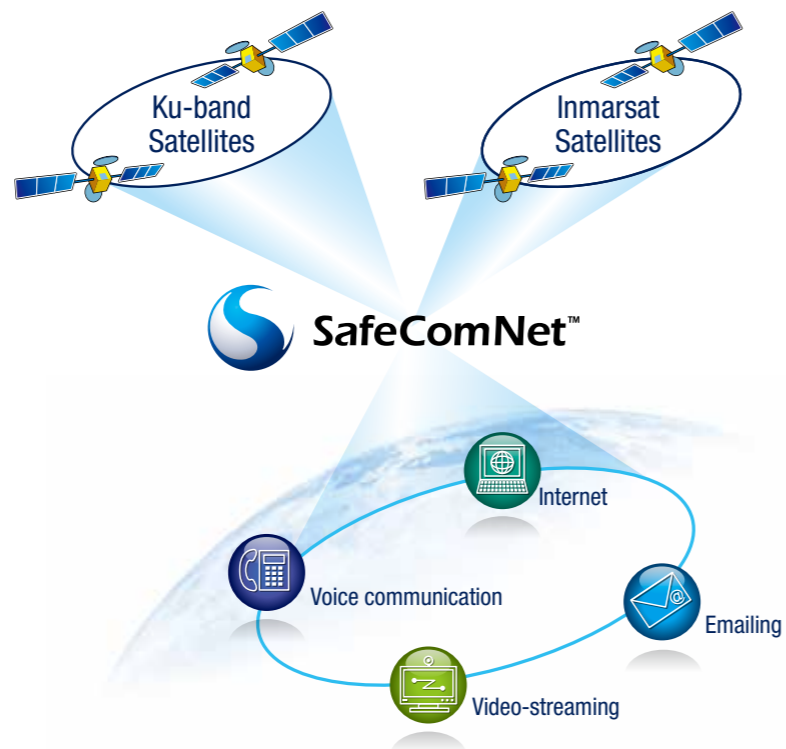 Ku-band
Satellites
Inmarsat
Satellites
SafeComNet™
Internet
Voice communication
@
Emailing
Video-streaming